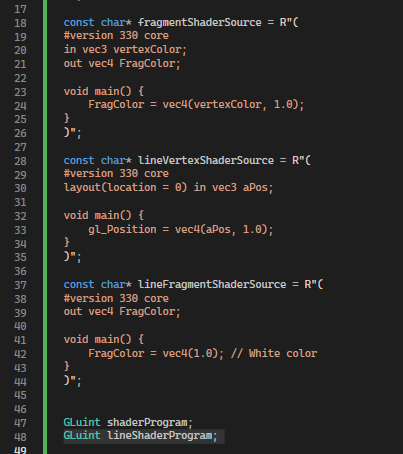 17
18 const char* fragmentShaderSource = R"(
19 #version 330 core
20 in vec3 vertexColor;
21 out vec4 FragColor;
22
23 void main() {
24     FragColor = vec4(vertexColor, 1.0);
25 }
26 )";
27
28 const char* lineVertexShaderSource = R"(
29 #version 330 core
30 layout(location = 0) in vec3 aPos;
31
32 void main() {
33     gl_Position = vec4(aPos, 1.0);
34 }
35 )";
36
37 const char* lineFragmentShaderSource = R"(
38 #version 330 core
39 out vec4 FragColor;
40
41 void main() {
42     FragColor = vec4(1.0); // White color
43 }
44 )";
45
46
47 GLuint shaderProgram;
48 GLuint lineShaderProgram;
49